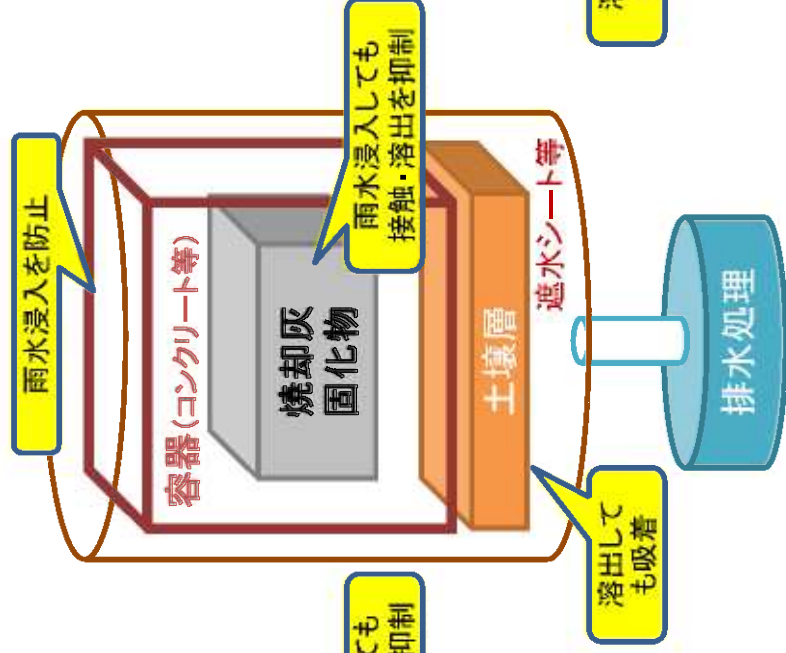 雨水浸入を防止
容器(コンクリート等)
雨水浸入しても
接触・溶出を抑制
焼却灰
固化物
土壌層
遮水シート等
溶出して
も吸着
排水処理
ても
抑制